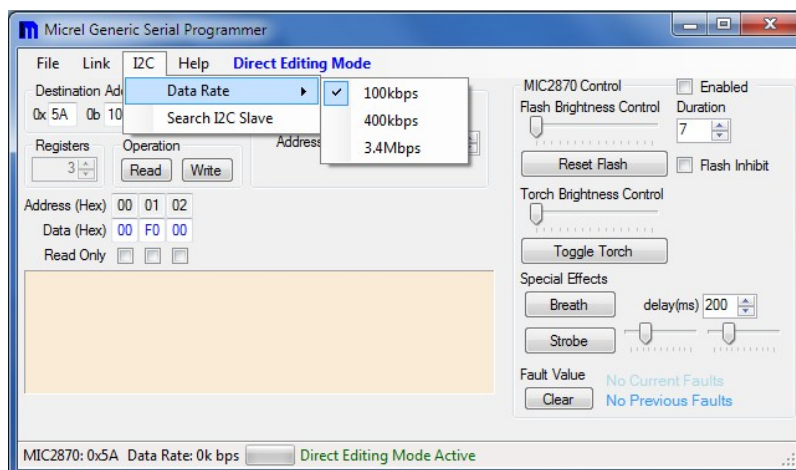 Micrel Generic Serial Programmer
File Link I2C Help Direct Editing Mode
Data Rate
Search I2C Slave
100kbps
400kbps
3.4Mbps
0x 5A 0b 10
Registers
3
Operation
Read Write
Address
Address (Hex) 00 01 02
Data (Hex) 00 F0 00
Read Only
MIC2870 Control
Enabled
Flash Brightness Control
Duration
7
Reset Flash
Flash Inhibit
Torch Brightness Control
Toggle Torch
Special Effects
Breath
delay(ms) 200
Strobe
Fault Value
No Current Faults
Clear
No Previous Faults
MIC2870: 0x5A Data Rate: 0k bps Direct Editing Mode Active